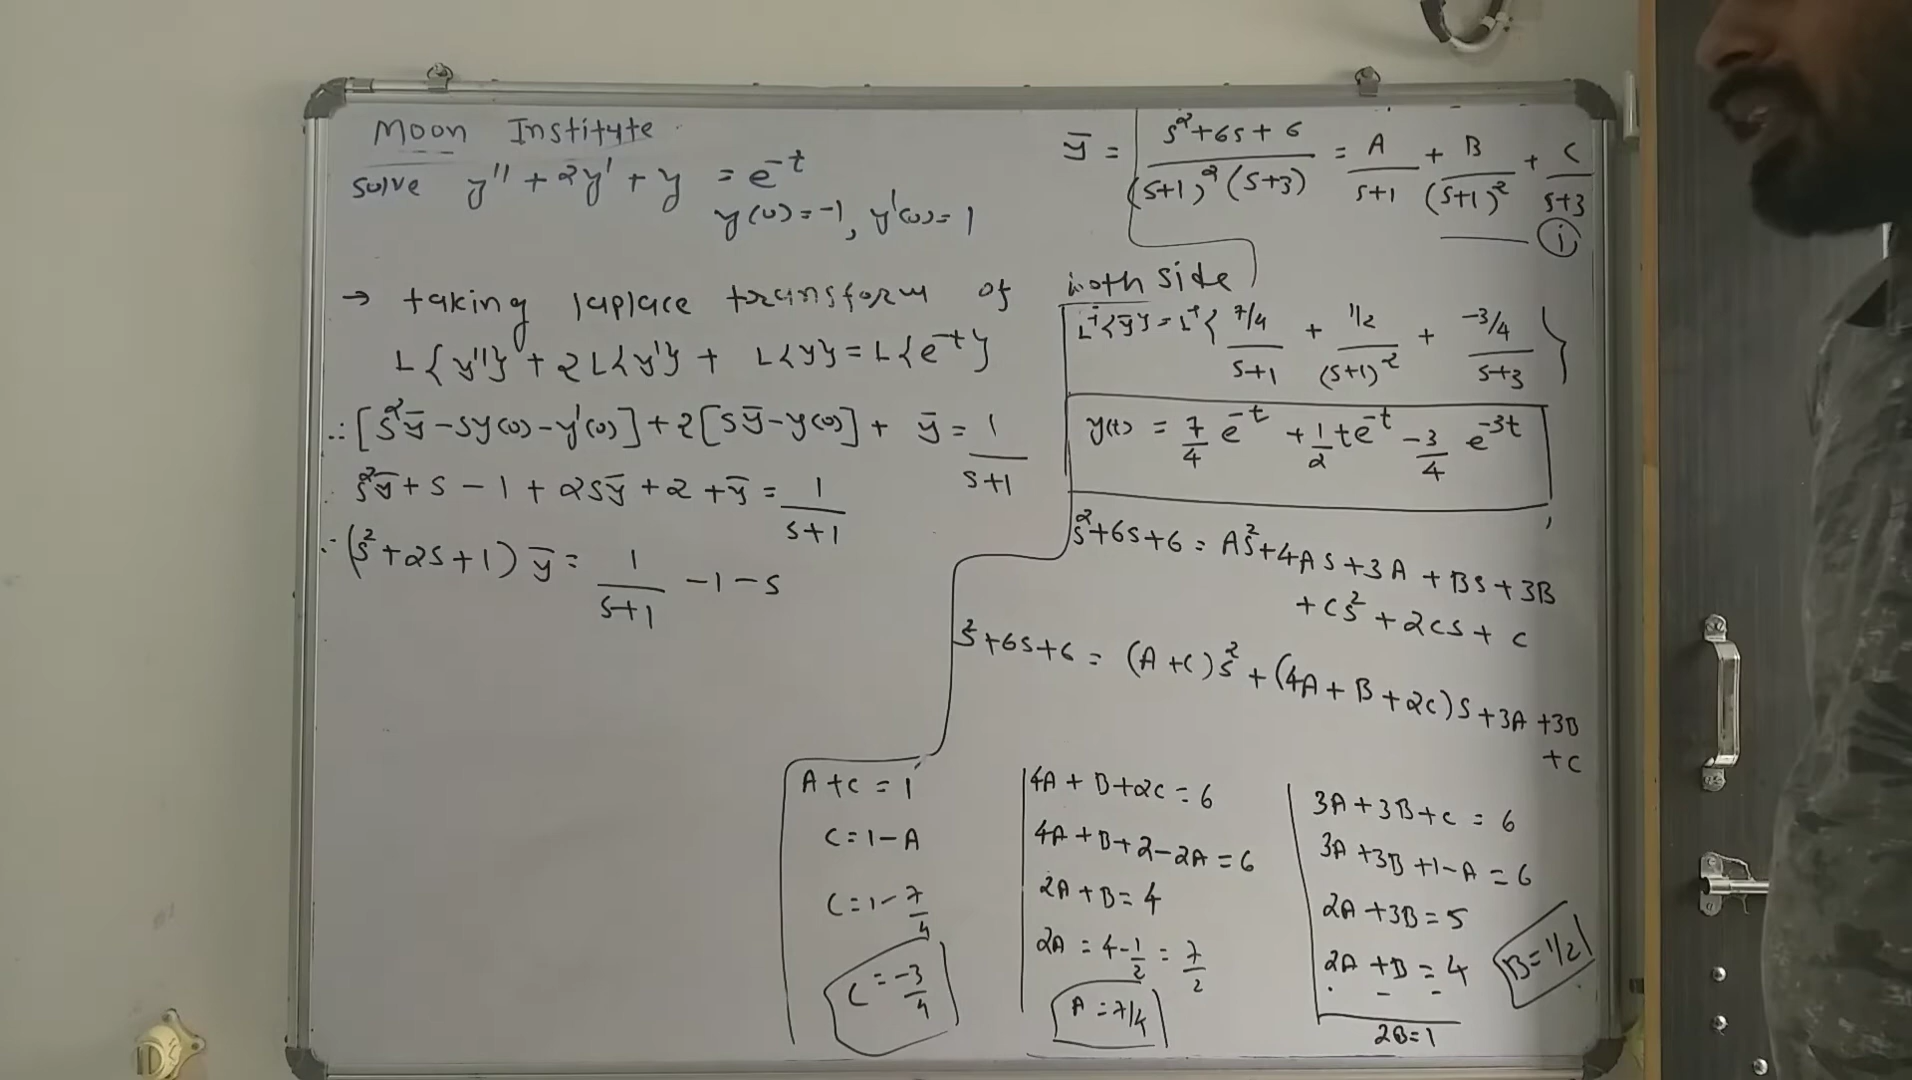 Moon Institute
solve y'' + 2y' + y = e^-t
y(0) = -1, y'(0) = 1
→ taking laplace transform of both side
L{y''} + 2L{y'} + L{y} = L{e^-t}
∴ [s²ȳ - sy(0) - y'(0)] + 2[sȳ - y(0)] + ȳ = 1/(s+1)
s²ȳ + s - 1 + 2sȳ + 2 + ȳ = 1/(s+1)
∴ (s² + 2s + 1) ȳ = 1/(s+1) - 1 - s
ȳ = (s² + 6s + 6)/((s+1)² (s+3)) = A/(s+1) + B/(s+1)² + C/(s+3)
— (i)
L^-1{ȳ} = L^-1{ (7/4)/(s+1) + (1/2)/(s+1)² + (-3/4)/(s+3) }
y(t) = 7/4 e^-t + 1/2 te^-t - 3/4 e^-3t
s² + 6s + 6 = As² + 4As + 3A + Bs + 3B
+ Cs² + 2Cs + C
s² + 6s + 6 = (A + C)s² + (4A + B + 2C)s + 3A + 3B
+ C
A + C = 1
C = 1 - A
C = 1 - 7/4
C = -3/4
4A + B + 2C = 6
4A + B + 2 - 2A = 6
2A + B = 4
2A = 4 - 1/2 = 7/2
A = 7/4
3A + 3B + C = 6
3A + 3B + 1 - A = 6
2A + 3B = 5
2A + B = 4
- -
2B = 1
B = 1/2